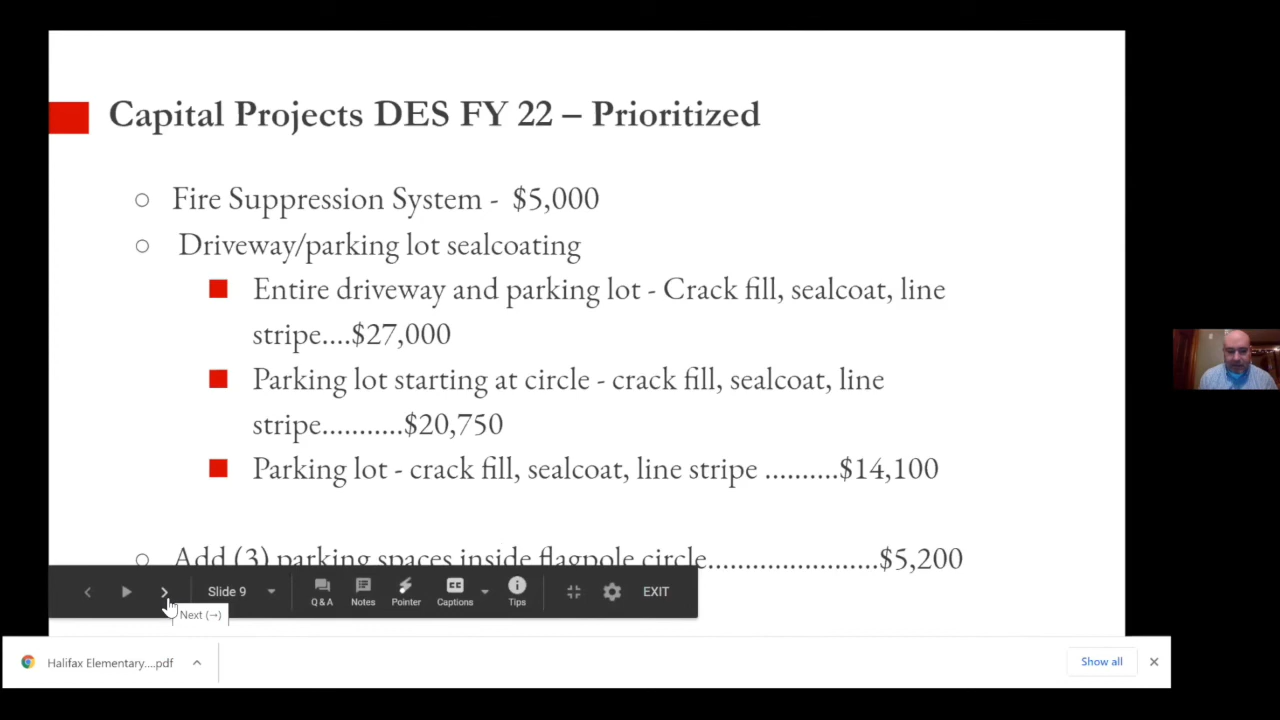 Capital Projects DES FY 22 – Prioritized
Fire Suppression System - $5,000
Driveway/parking lot sealcoating
Entire driveway and parking lot - Crack fill, sealcoat, line
stripe....$27,000
Parking lot starting at circle - crack fill, sealcoat, line
stripe...........$20,750
Parking lot - crack fill, sealcoat, line stripe ..........$14,100
Add (3) parking spaces inside flagpole circle.......................$5,200
Slide 9
Q & A
Notes
Pointer
Captions
Tips
EXIT
Next (→)
Halifax Elementary....pdf
Show all